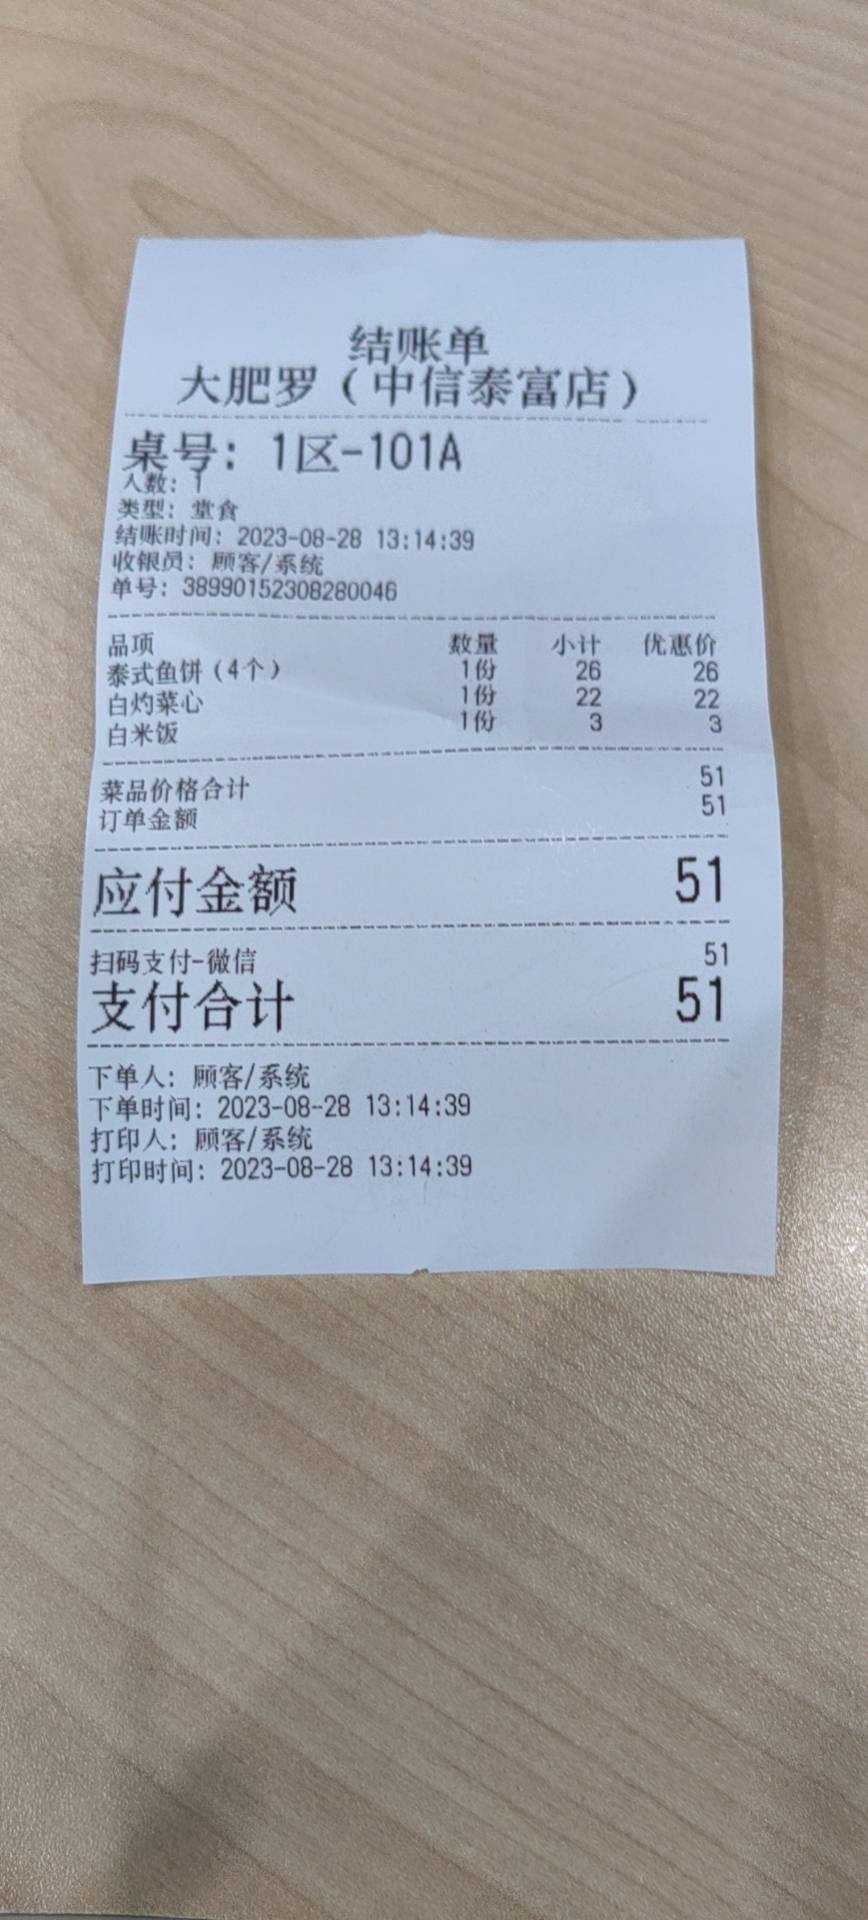 结账单
大肥罗（中信泰富店）
桌号：1区-101A
人数：1
类型：堂食
结账时间：2023-08-28 13:14:39
收银员：顾客/系统
单号：38990152308280046
品项 数量 小计 优惠价
泰式鱼饼（4个） 1份 26 26
白灼菜心 1份 22 22
白米饭 1份 3 3
菜品价格合计 51
订单金额 51
应付金额 51
扫码支付-微信 51
支付合计 51
下单人：顾客/系统
下单时间：2023-08-28 13:14:39
打印人：顾客/系统
打印时间：2023-08-28 13:14:39